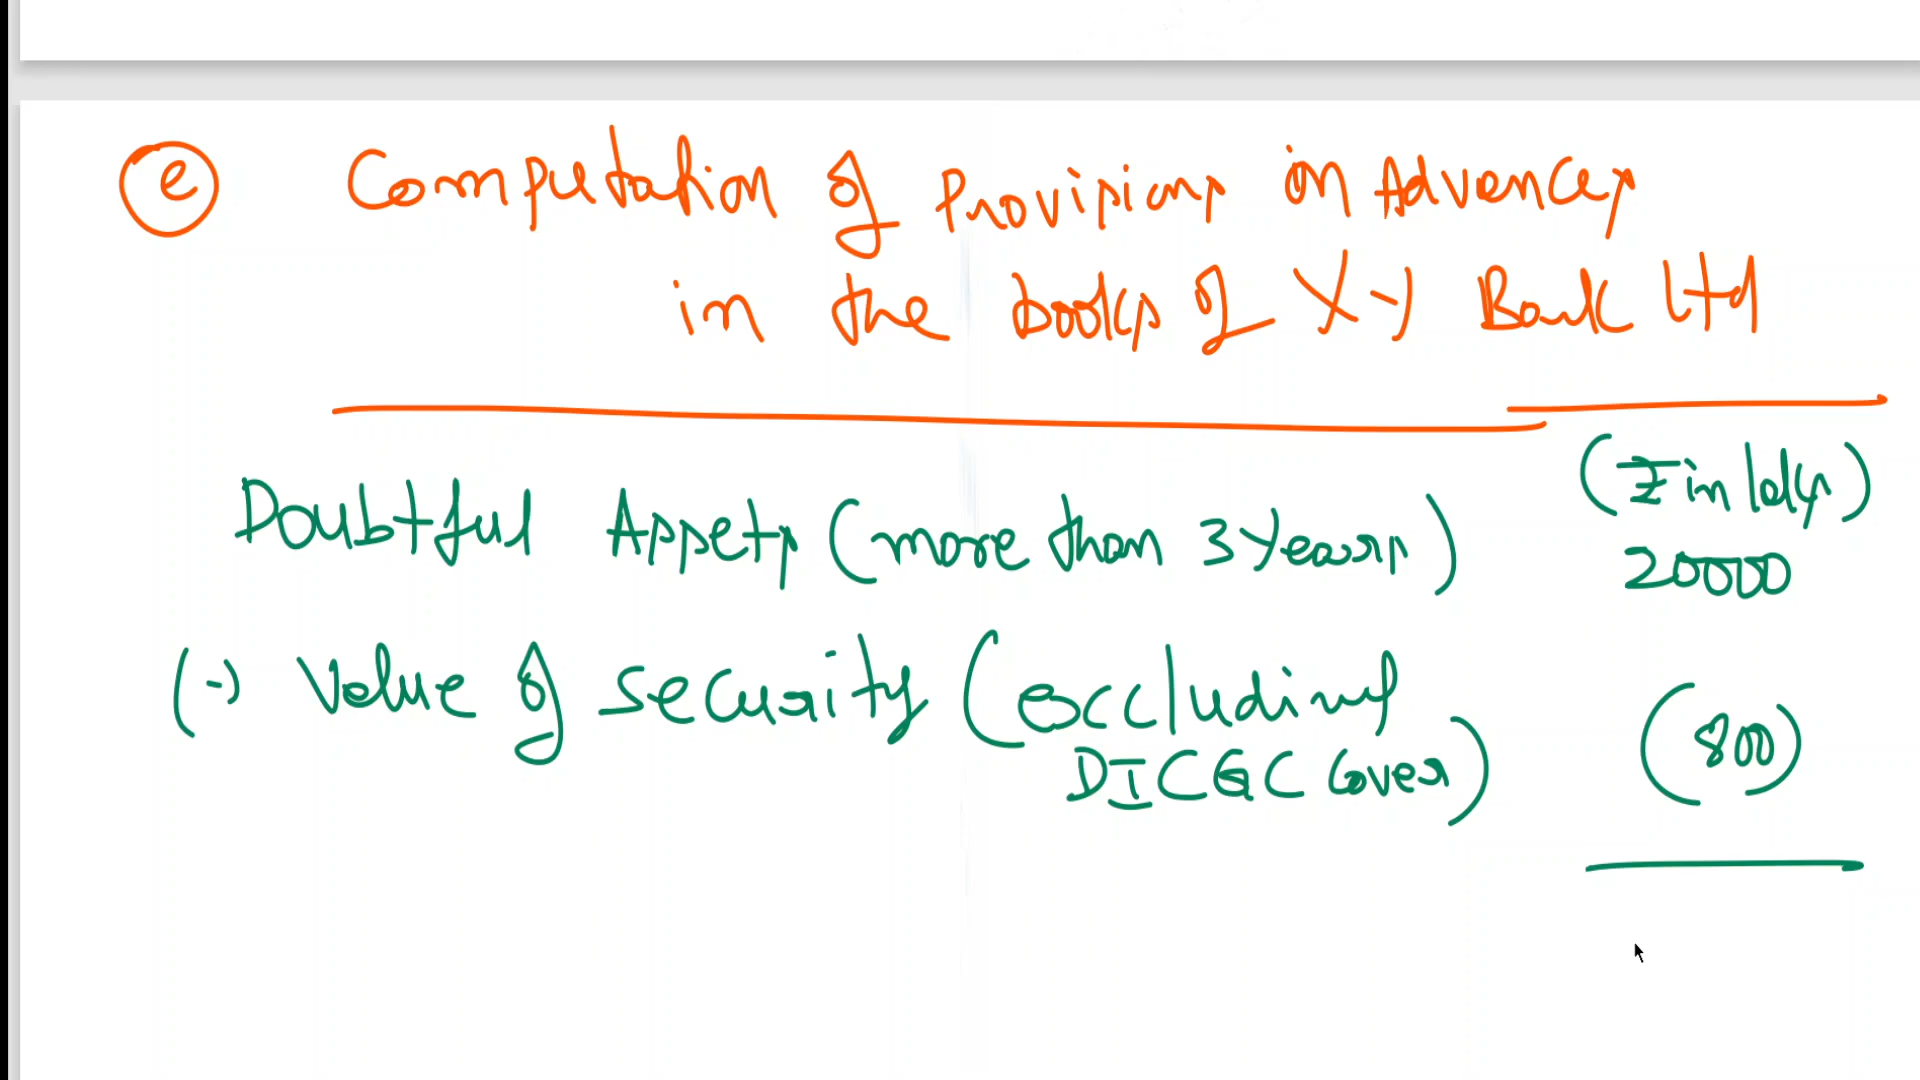 e Computation of Provisions on Advances
in the books of X-Y Bank Ltd
(₹ in lakhs)
Doubtful Assets (more than 3 Years) 20000
(-) Value of security (excluding DICGC Cover) (800)